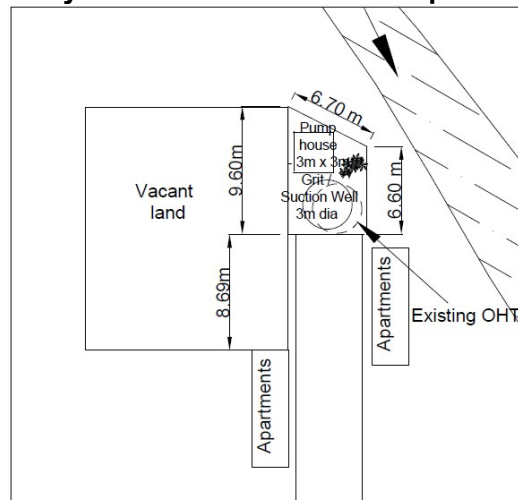 6.70 m
Pump
house
3m x 3m
Grit /
Suction Well
3m dia
9.60m
6.60 m
Vacant
land
8.69m
Existing OHT
Apartments
Apartments